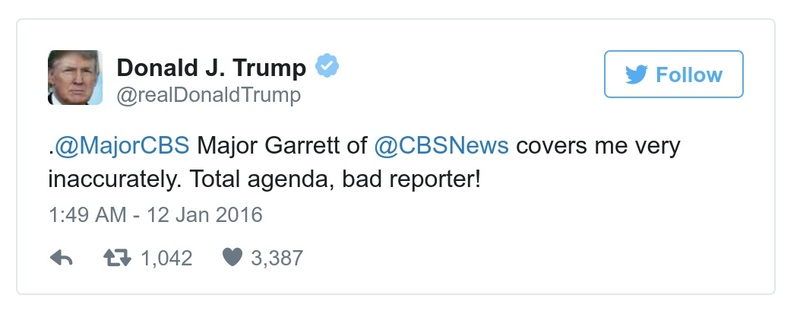 Donald J. Trump
@realDonaldTrump
Follow
.@MajorCBS Major Garrett of @CBSNews covers me very
inaccurately. Total agenda, bad reporter!
1:49 AM - 12 Jan 2016
1,042 3,387